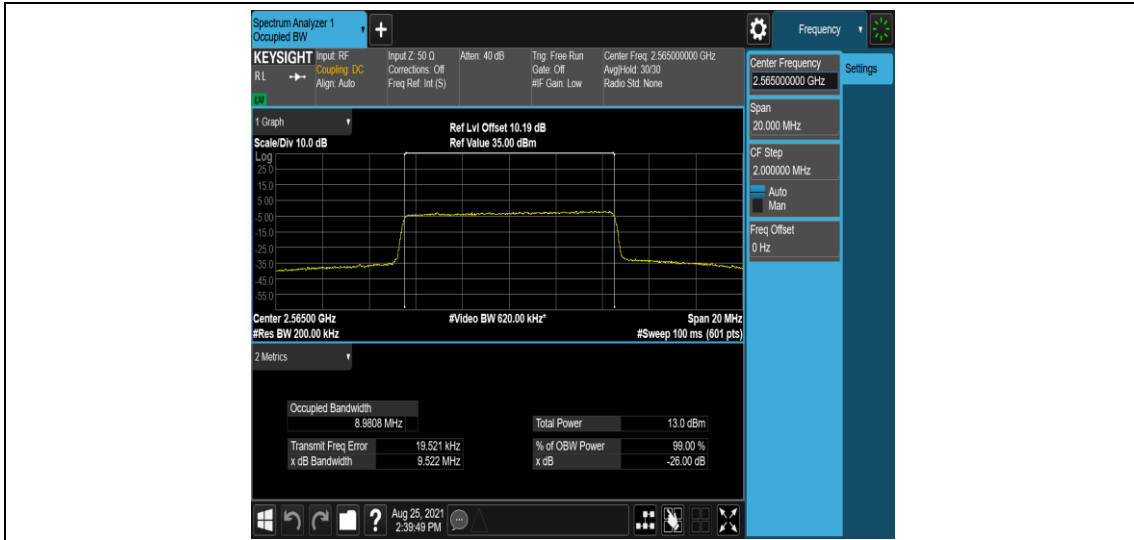 Spectrum Analyzer 1
Occupied BW
+
Frequency
KEYSIGHT Input: RF Input Z: 50 Ω Atten: 40 dB Trig: Free Run Center Freq: 2.565000000 GHz
RL Coupling: DC Corrections: Off Gate: Off Avg|Hold: 30/30
Align: Auto Freq Ref: Int (S) #IF Gain: Low Radio Std: None
Center Frequency
2.565000000 GHz
Settings
Span
20.000 MHz
CF Step
2.000000 MHz
Auto
Man
Freq Offset
0 Hz
1 Graph
Ref Lvl Offset 10.19 dB
Scale/Div 10.0 dB Ref Value 35.00 dBm
Log
25.0
15.0
5.00
-5.00
-15.0
-25.0
-35.0
-45.0
-55.0
Center 2.56500 GHz #Video BW 620.00 kHz* Span 20 MHz
#Res BW 200.00 kHz #Sweep 100 ms (601 pts)
2 Metrics
Occupied Bandwidth
8.9808 MHz
Total Power 13.0 dBm
Transmit Freq Error 19.521 kHz % of OBW Power 99.00 %
x dB Bandwidth 9.522 MHz x dB -26.00 dB
?
Aug 25, 2021
2:39:49 PM